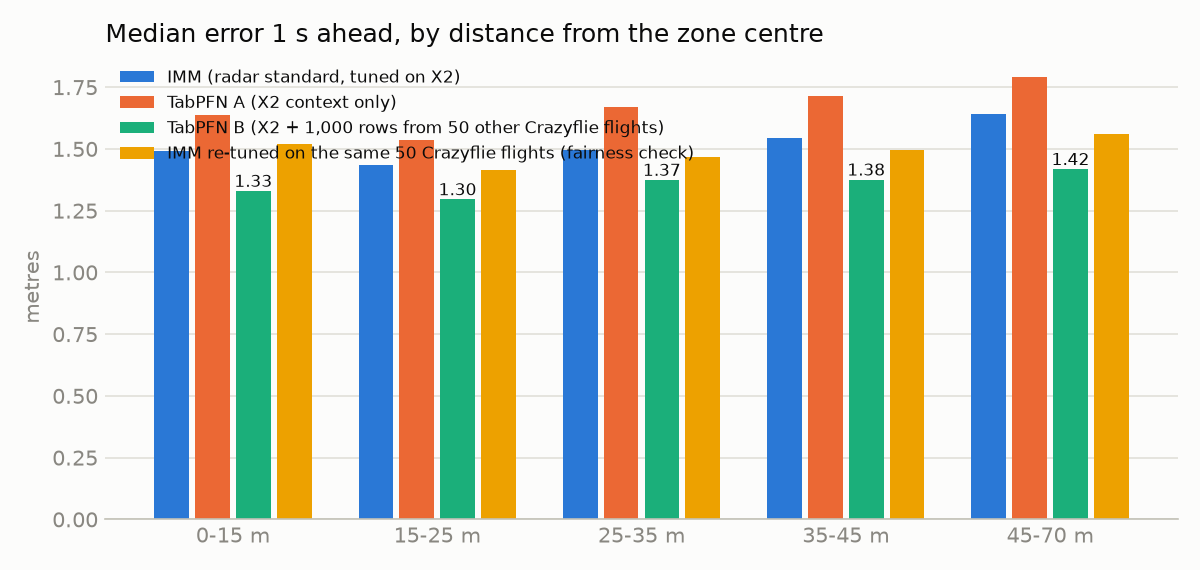 Median error 1 s ahead, by distance from the zone centre
IMM (radar standard, tuned on X2)
TabPFN A (X2 context only)
TabPFN B (X2 + 1,000 rows from 50 other Crazyflie flights)
IMM re-tuned on the same 50 Crazyflie flights (fairness check)
metres
1.75
1.50
1.25
1.00
0.75
0.50
0.25
0.00
1.33
1.30
1.37
1.38
1.42
0-15 m
15-25 m
25-35 m
35-45 m
45-70 m